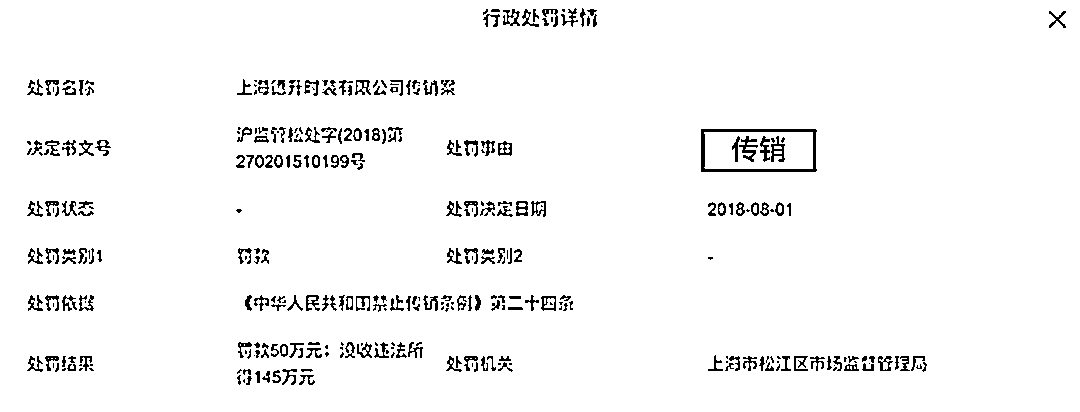 行政处罚详情
处罚名称 上海德升时装有限公司传销案
决定书文号 沪监管松处字(2018)第270201510199号 处罚事由 传销
处罚状态 - 处罚决定日期 2018-08-01
处罚类别1 罚款 处罚类别2 -
处罚依据 《中华人民共和国禁止传销条例》第二十四条
处罚结果 罚款50万元；没收违法所得145万元 处罚机关 上海市松江区市场监督管理局